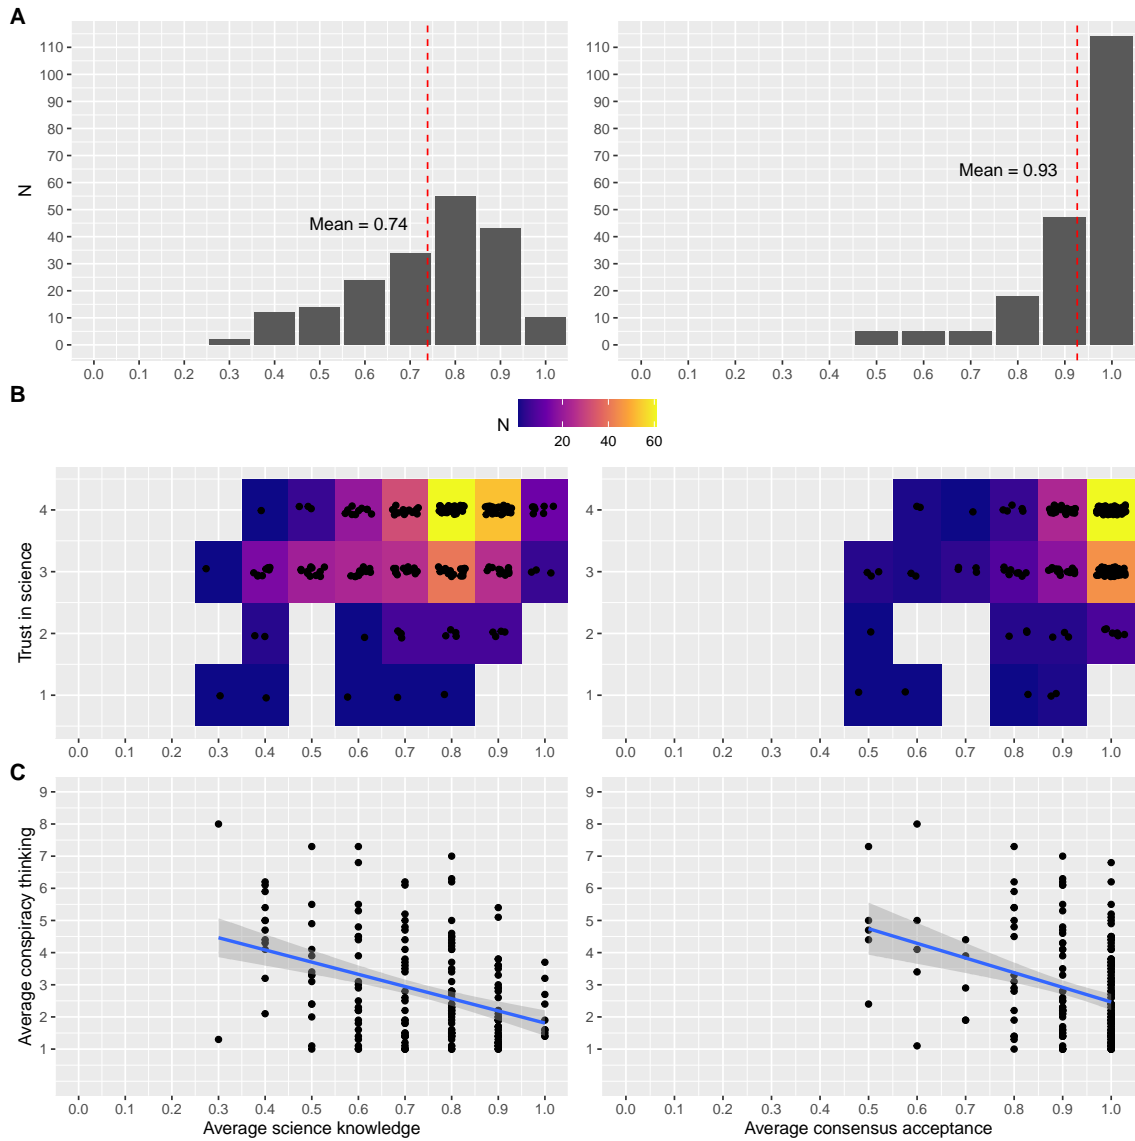 A
110
100
90
80
70
60
50
40
30
20
10
0
N
Mean = 0.74
Mean = 0.93
0.0 0.1 0.2 0.3 0.4 0.5 0.6 0.7 0.8 0.9 1.0
0.0 0.1 0.2 0.3 0.4 0.5 0.6 0.7 0.8 0.9 1.0
110
100
90
80
70
60
50
40
30
20
10
0
B
N
20 40 60
Trust in science
4
3
2
1
4
3
2
1
0.0 0.1 0.2 0.3 0.4 0.5 0.6 0.7 0.8 0.9 1.0
0.0 0.1 0.2 0.3 0.4 0.5 0.6 0.7 0.8 0.9 1.0
C
Average conspiracy thinking
9
8
7
6
5
4
3
2
1
9
8
7
6
5
4
3
2
1
0.0 0.1 0.2 0.3 0.4 0.5 0.6 0.7 0.8 0.9 1.0
0.0 0.1 0.2 0.3 0.4 0.5 0.6 0.7 0.8 0.9 1.0
Average science knowledge
Average consensus acceptance